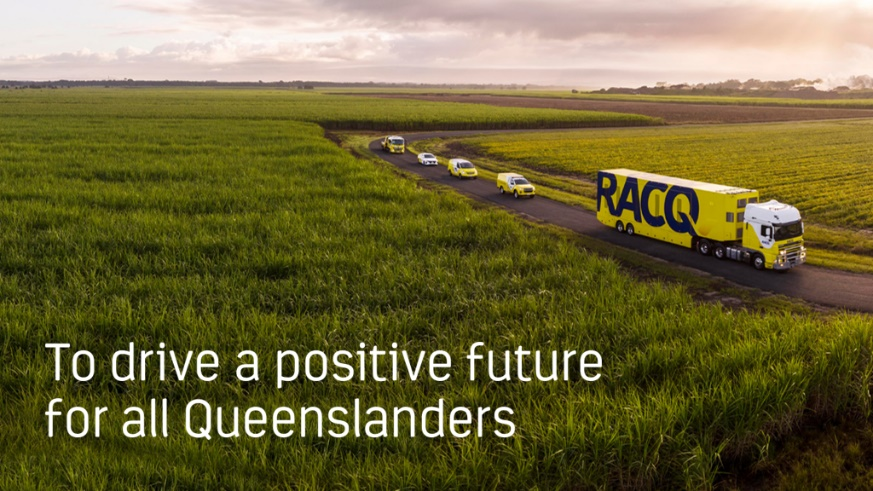 RACQ
To drive a positive future
for all Queenslanders